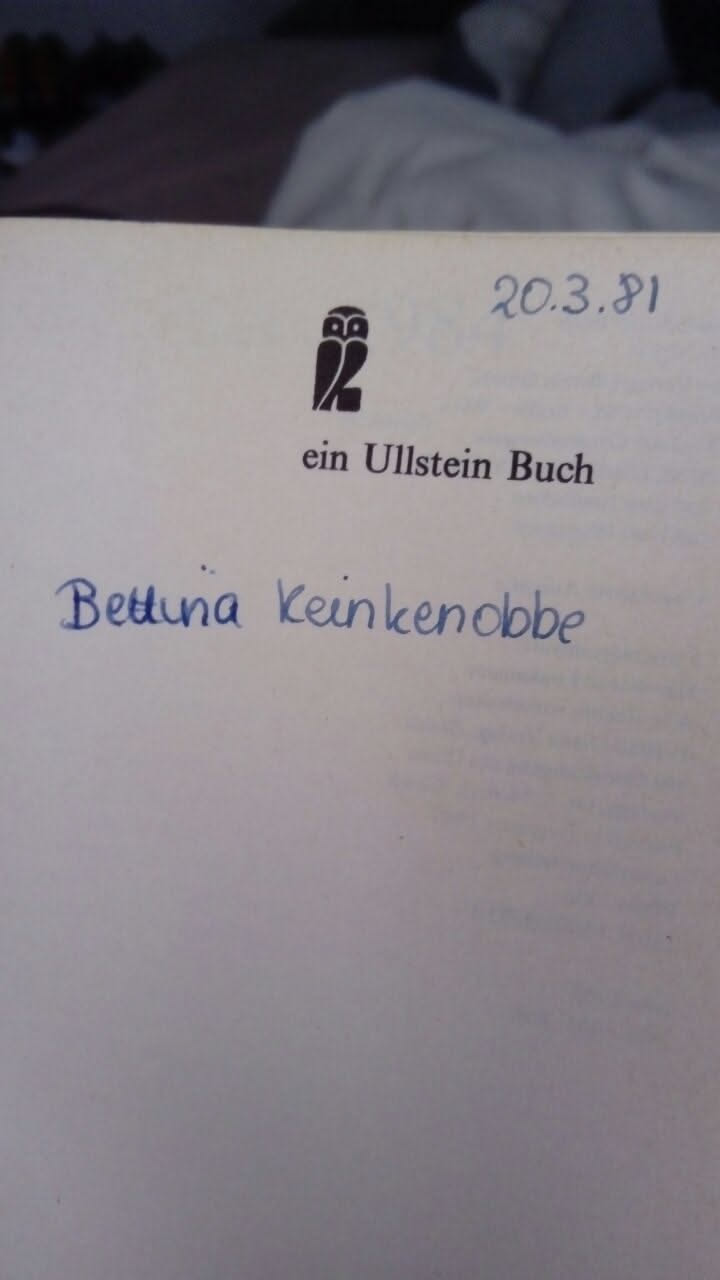 20.3.81
ein Ullstein Buch
Bettina Keinkenobbe